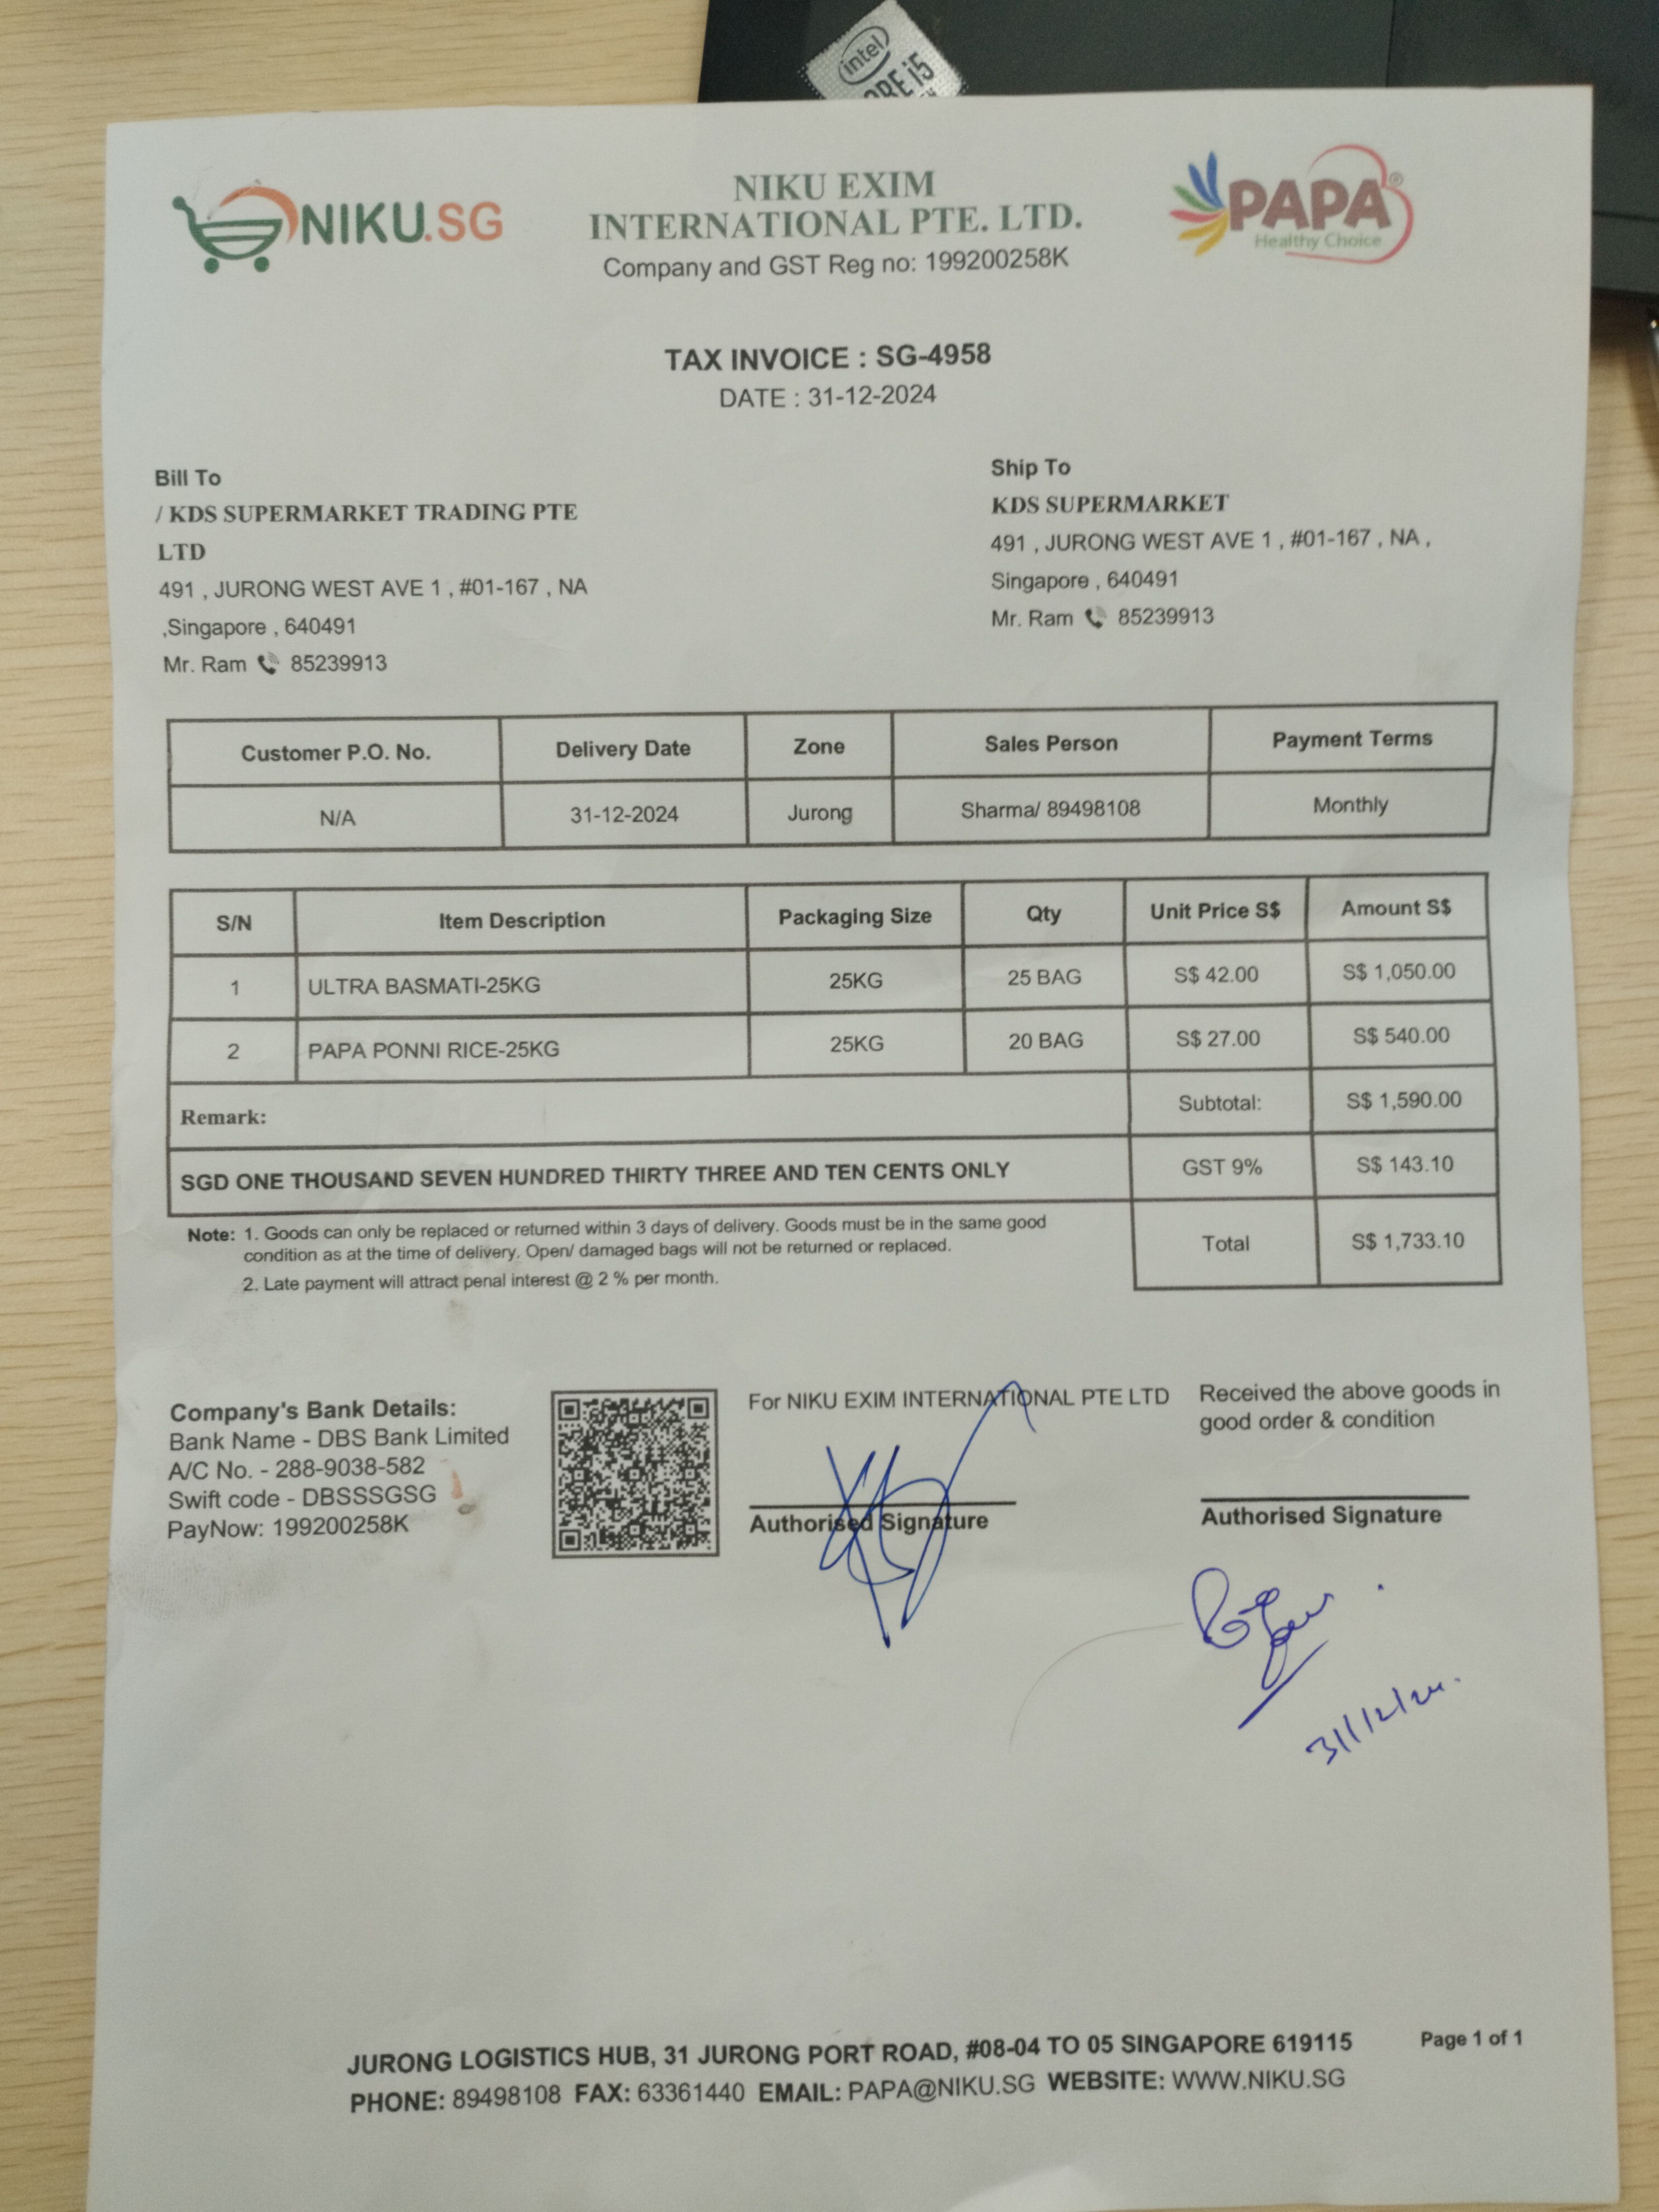 intel
CORE i5
NIKU.SG
NIKU EXIM
INTERNATIONAL PTE. LTD.
Company and GST Reg no: 199200258K
PAPA®
Healthy Choice
TAX INVOICE : SG-4958
DATE : 31-12-2024
Bill To
/ KDS SUPERMARKET TRADING PTE
LTD
491 , JURONG WEST AVE 1 , #01-167 , NA
,Singapore , 640491
Mr. Ram 85239913
Ship To
KDS SUPERMARKET
491 , JURONG WEST AVE 1 , #01-167 , NA ,
Singapore , 640491
Mr. Ram 85239913
Customer P.O. No. Delivery Date Zone Sales Person Payment Terms
N/A 31-12-2024 Jurong Sharma/ 89498108 Monthly
S/N Item Description Packaging Size Qty Unit Price S$ Amount S$
1 ULTRA BASMATI-25KG 25KG 25 BAG S$ 42.00 S$ 1,050.00
2 PAPA PONNI RICE-25KG 25KG 20 BAG S$ 27.00 S$ 540.00
Remark: Subtotal: S$ 1,590.00
SGD ONE THOUSAND SEVEN HUNDRED THIRTY THREE AND TEN CENTS ONLY GST 9% S$ 143.10
Total S$ 1,733.10
Note: 1. Goods can only be replaced or returned within 3 days of delivery. Goods must be in the same good
condition as at the time of delivery. Open/ damaged bags will not be returned or replaced.
2. Late payment will attract penal interest @ 2 % per month.
Company's Bank Details:
Bank Name - DBS Bank Limited
A/C No. - 288-9038-582
Swift code - DBSSSGSG
PayNow: 199200258K
For NIKU EXIM INTERNATIONAL PTE LTD
Authorised Signature
Received the above goods in
good order & condition
Authorised Signature
31/12/24.
JURONG LOGISTICS HUB, 31 JURONG PORT ROAD, #08-04 TO 05 SINGAPORE 619115
PHONE: 89498108 FAX: 63361440 EMAIL: PAPA@NIKU.SG WEBSITE: WWW.NIKU.SG
Page 1 of 1